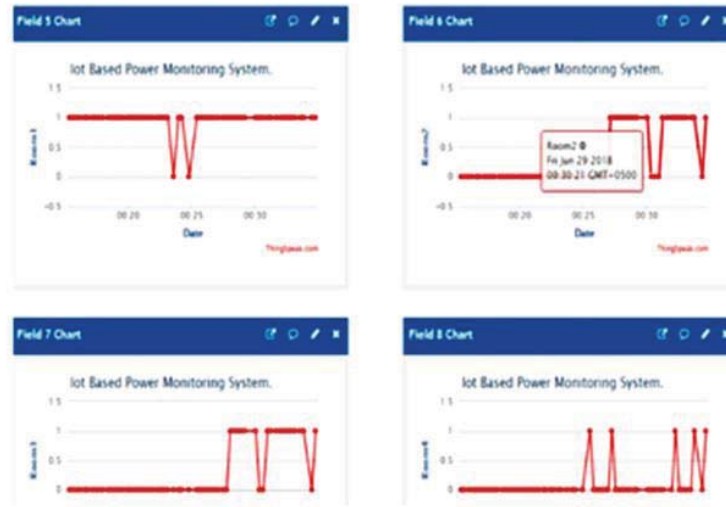 Field 5 Chart
Iot Based Power Monitoring System.
1.5
1
0.5
0
-0.5
Room1
00:20
00:25
00:30
Date
ThingSpeak.com
Field 6 Chart
Iot Based Power Monitoring System.
1.5
1
0.5
0
-0.5
Room2
Room2 0
Fri Jun 29 2018
00:30:21 GMT-0500
00:20
00:25
00:30
Date
ThingSpeak.com
Field 7 Chart
Iot Based Power Monitoring System.
1.5
1
0.5
0
Room3
Field 8 Chart
Iot Based Power Monitoring System.
1.5
1
0.5
0
Room4